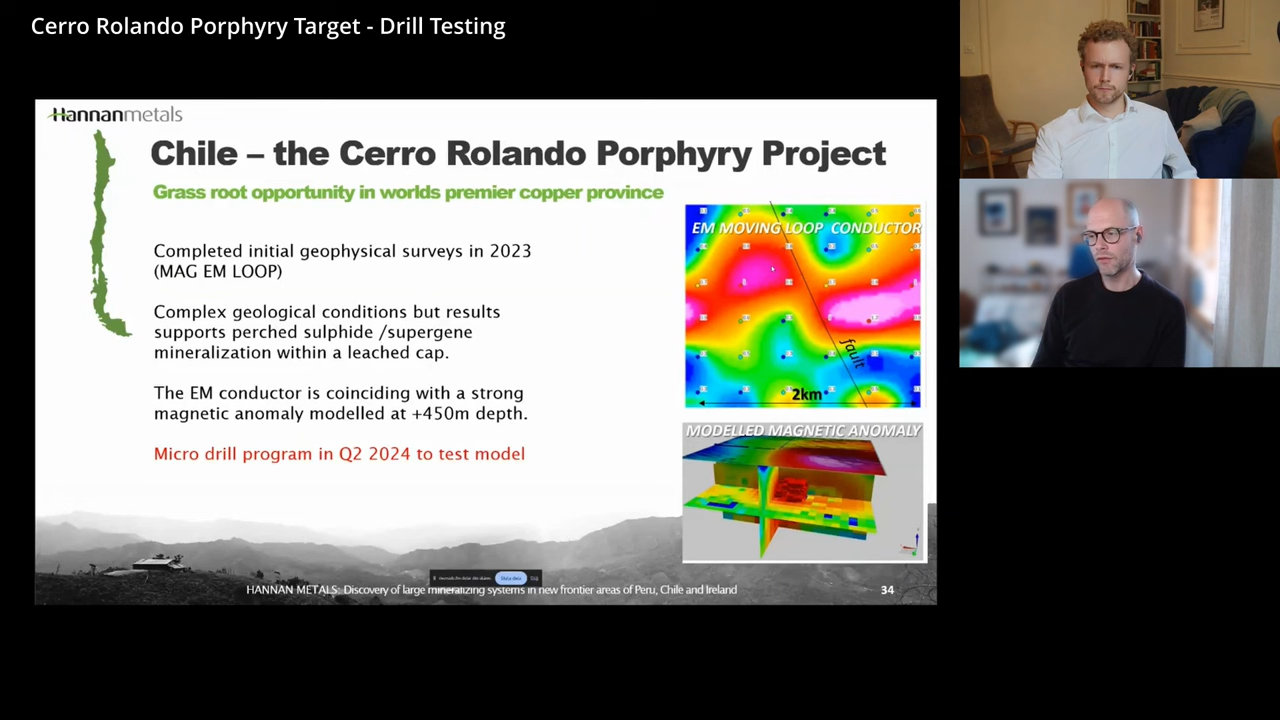 Cerro Rolando Porphyry Target - Drill Testing
Hannanmetals
Chile – the Cerro Rolando Porphyry Project
Grass root opportunity in worlds premier copper province
Completed initial geophysical surveys in 2023
(MAG EM LOOP)
Complex geological conditions but results
supports perched sulphide /supergene
mineralization within a leached cap.
The EM conductor is coinciding with a strong
magnetic anomaly modelled at +450m depth.
Micro drill program in Q2 2024 to test model
EM MOVING LOOP CONDUCTOR
fault
2km
MODELLED MAGNETIC ANOMALY
HANNAN METALS: Discovery of large mineralizing systems in new frontier areas of Peru, Chile and Ireland
34